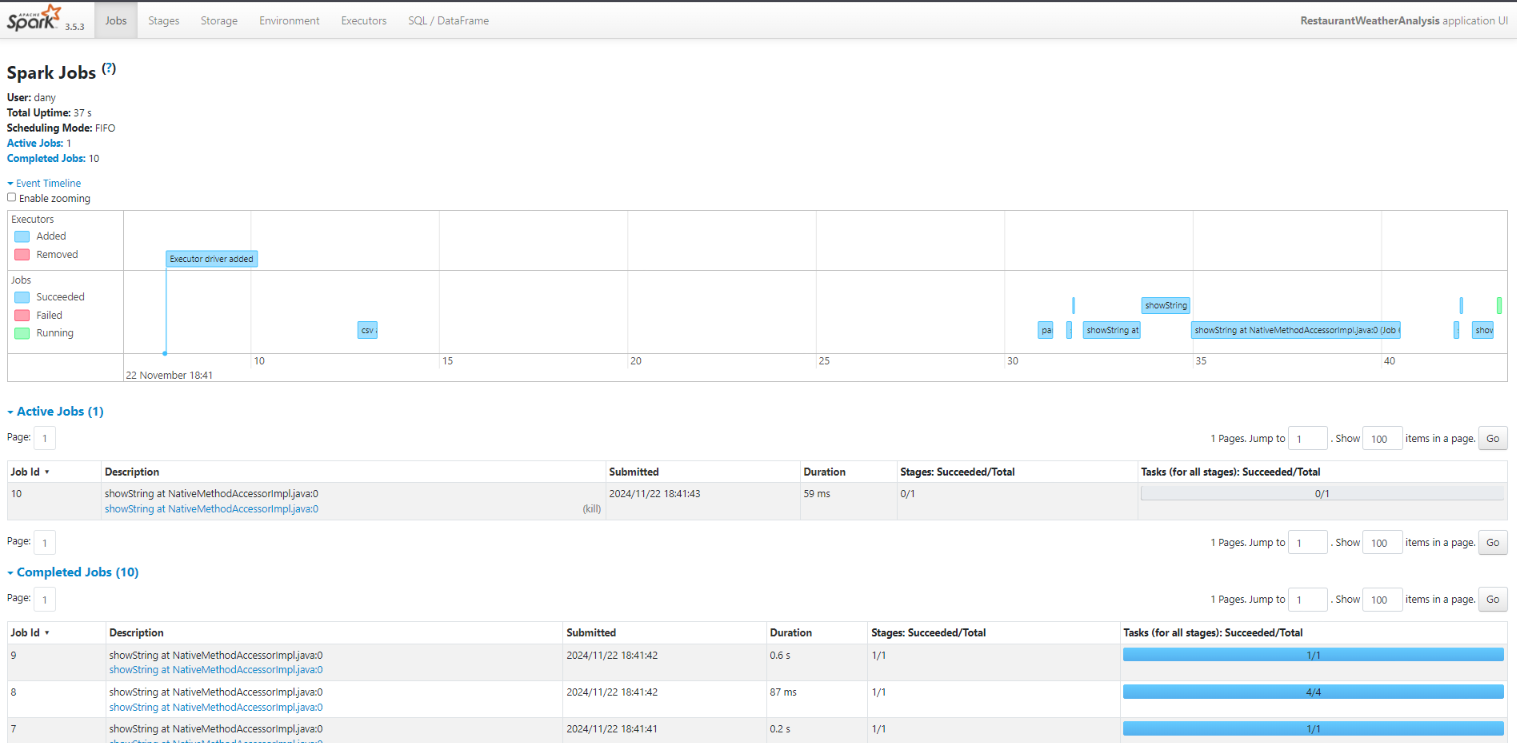 APACHE
Spark 3.5.3 Jobs Stages Storage Environment Executors SQL / DataFrame RestaurantWeatherAnalysis application UI
Spark Jobs (?)
User: dany
Total Uptime: 37 s
Scheduling Mode: FIFO
Active Jobs: 1
Completed Jobs: 10
Event Timeline
Enable zooming
Executors
Added
Removed
Executor driver added
Jobs
Succeeded
Failed
Running
showString
csv
pa
showString at
showString at NativeMethodAccessorImpl.java:0 (Job
show
10 15 20 25 30 35 40
22 November 18:41
Active Jobs (1)
Page: 1 1 Pages. Jump to 1 . Show 100 items in a page. Go
Job Id ▾ Description Submitted Duration Stages: Succeeded/Total Tasks (for all stages): Succeeded/Total
10 showString at NativeMethodAccessorImpl.java:0 2024/11/22 18:41:43 59 ms 0/1 0/1
showString at NativeMethodAccessorImpl.java:0 (kill)
Page: 1 1 Pages. Jump to 1 . Show 100 items in a page. Go
Completed Jobs (10)
Page: 1 1 Pages. Jump to 1 . Show 100 items in a page. Go
Job Id ▾ Description Submitted Duration Stages: Succeeded/Total Tasks (for all stages): Succeeded/Total
9 showString at NativeMethodAccessorImpl.java:0 2024/11/22 18:41:42 0.6 s 1/1 1/1
showString at NativeMethodAccessorImpl.java:0
8 showString at NativeMethodAccessorImpl.java:0 2024/11/22 18:41:42 87 ms 1/1 4/4
showString at NativeMethodAccessorImpl.java:0
7 showString at NativeMethodAccessorImpl.java:0 2024/11/22 18:41:41 0.2 s 1/1 1/1
showString at NativeMethodAccessorImpl.java:0